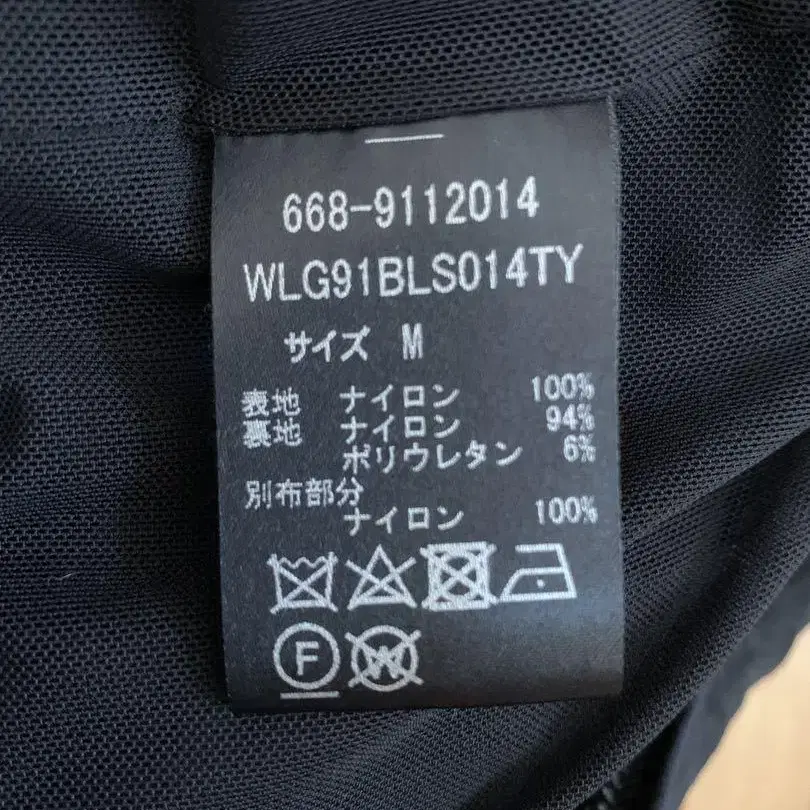 668-9112014
WLG91BLS014TY
サイズ M
表地 ナイロン 100%
裏地 ナイロン 94%
ポリウレタン 6%
別布部分
ナイロン 100%
F W